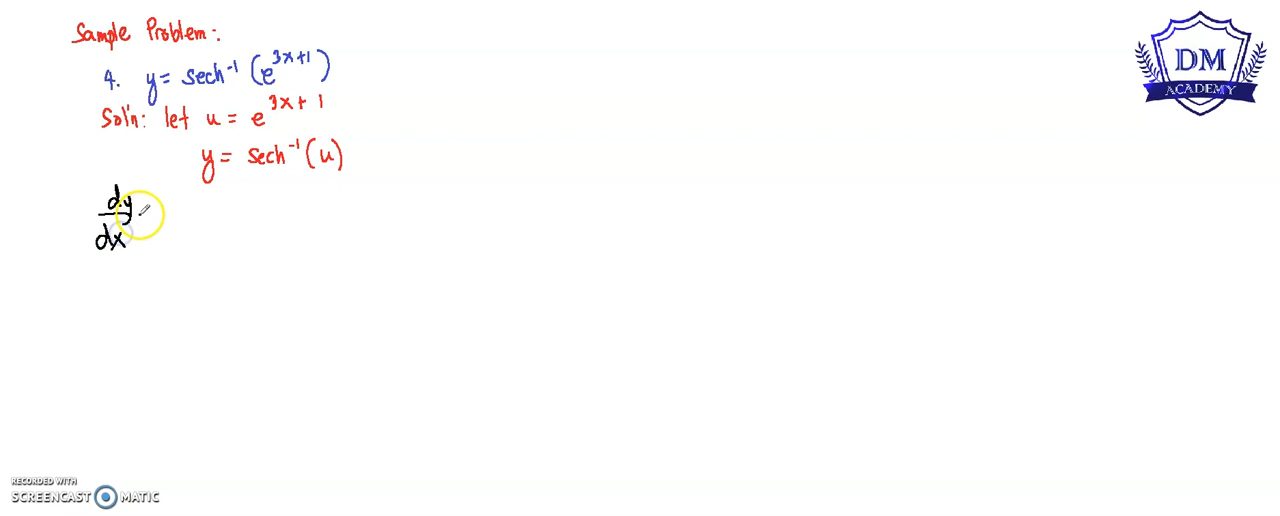 Sample Problem:
4. y = sech⁻¹ (e^{3x+1})
Sol'n: let u = e^{3x+1}
y = sech⁻¹ (u)
dy
dx
DM
ACADEMY
RECORDED WITH
SCREENCAST MATIC